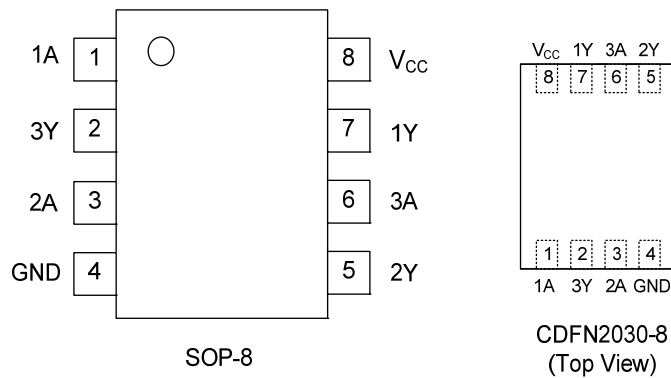 1A 1 8 VCC
3Y 2 7 1Y
2A 3 6 3A
GND 4 5 2Y
SOP-8
VCC 1Y 3A 2Y
8 7 6 5
1 2 3 4
1A 3Y 2A GND
CDFN2030-8
(Top View)